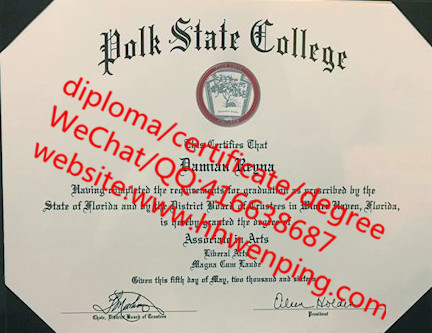 Polk State College
This Certifies That
Damian
Having completed the requirements for graduation as prescribed by the
State of Florida and by the District Board of Trustees in Winter Haven, Florida,
is hereby granted the degree
Associate in Arts
Liberal Arts
Magna Cum Laude
Given this fifth day of May, two thousand and
Chair, District Board of Trustees
President
diploma/certificate/degree
WeChat/QQ:416638687
website:www.hhwenping.com